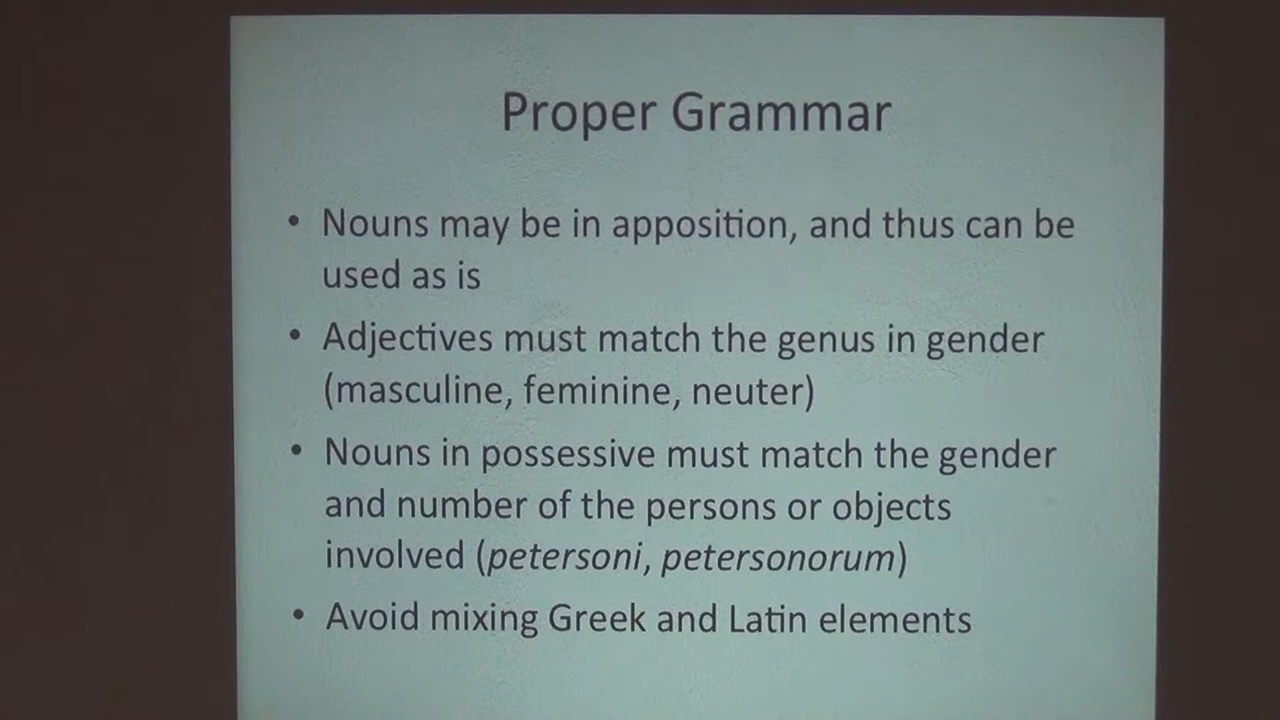 Proper Grammar
• Nouns may be in apposition, and thus can be
used as is
• Adjectives must match the genus in gender
(masculine, feminine, neuter)
• Nouns in possessive must match the gender
and number of the persons or objects
involved (petersoni, petersonorum)
• Avoid mixing Greek and Latin elements